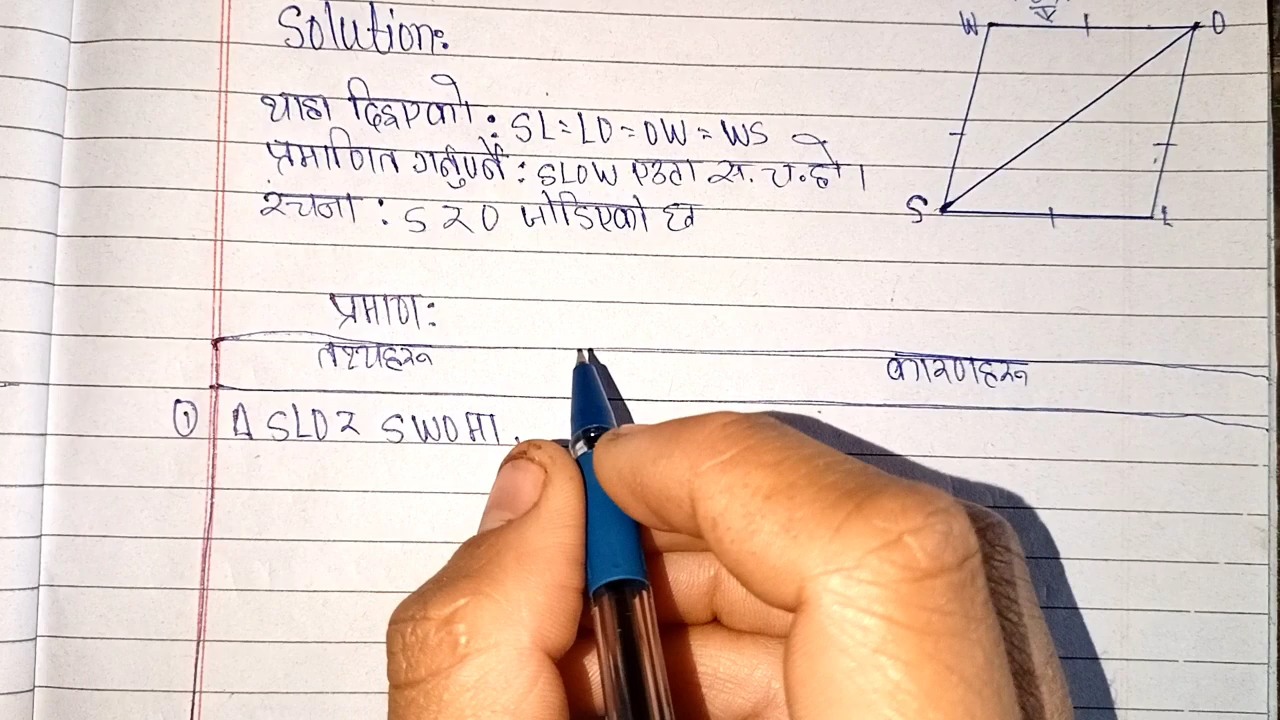 Solution:
थाहा दिइएको : SL = LO = OW = WS
प्रमाणित गर्नुपर्ने : SLOW एउटा स.च.हो।
रचना : S र O जोडिएको छ
W
O
S
L
प्रमाण:
तथ्यहरू
कारणहरू
① Δ SLO र SWO मा,